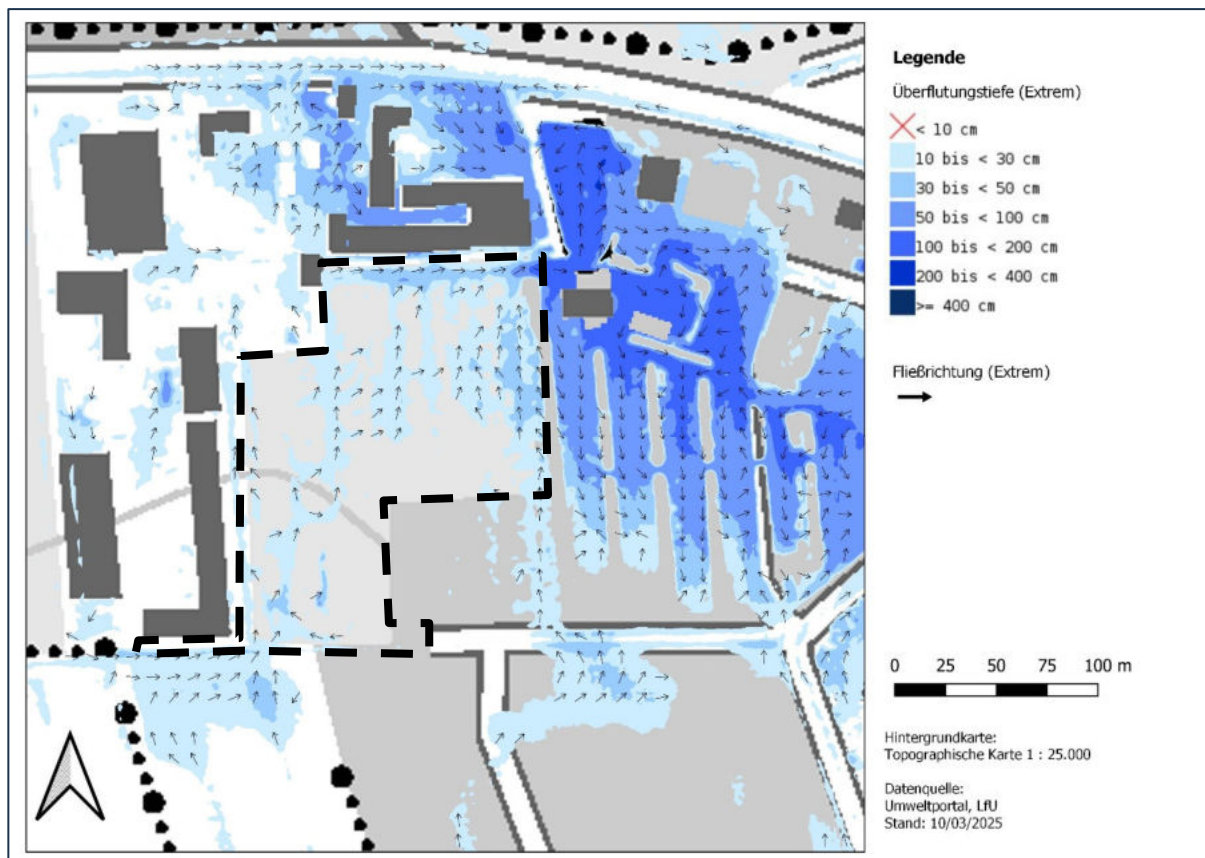 Legende
Überflutungstiefe (Extrem)
< 10 cm
10 bis < 30 cm
30 bis < 50 cm
50 bis < 100 cm
100 bis < 200 cm
200 bis < 400 cm
>= 400 cm
Fließrichtung (Extrem)
0 25 50 75 100 m
Hintergrundkarte:
Topographische Karte 1 : 25.000
Datenquelle:
Umweltportal, LfU
Stand: 10/03/2025